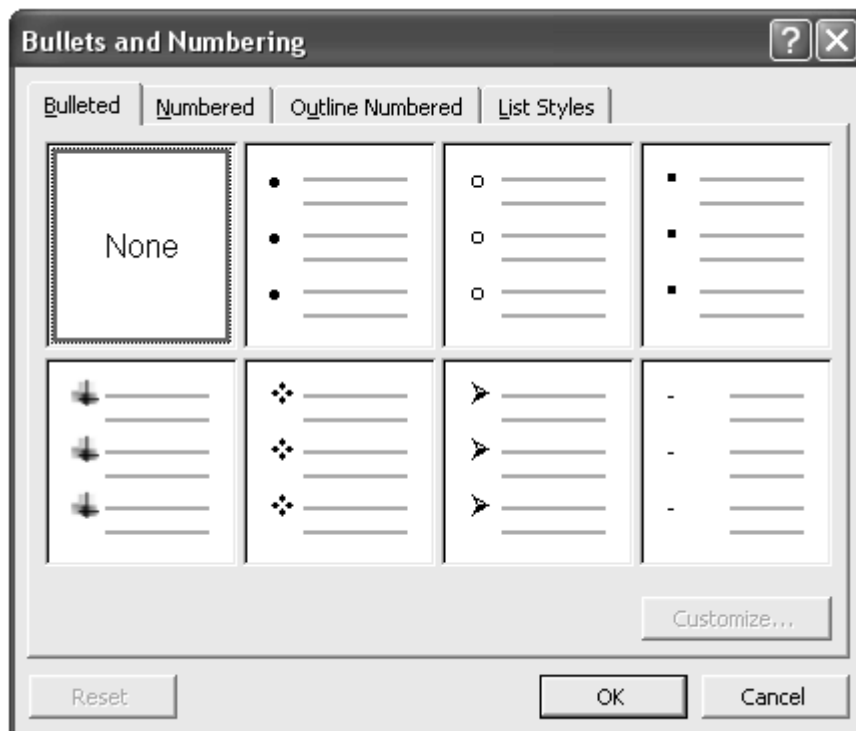 Bullets and Numbering
Bulleted Numbered Outline Numbered List Styles
None
Customize...
Reset OK Cancel